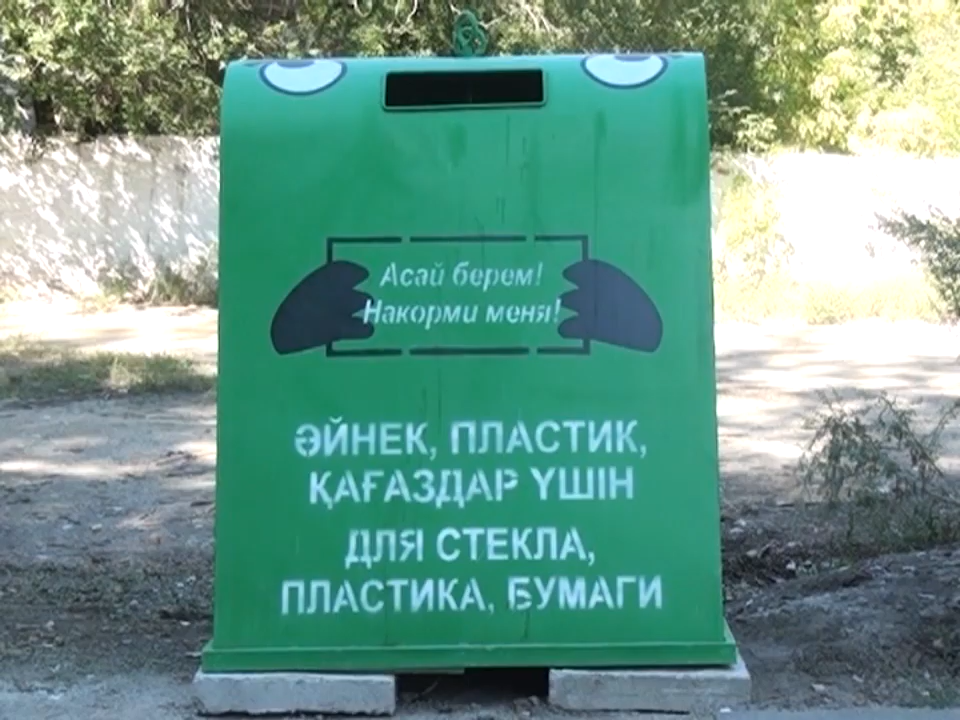 Асай берем!
Накорми меня!
ӘЙНЕК, ПЛАСТИК,
ҚАҒАЗДАР ҮШІН
ДЛЯ СТЕКЛА,
ПЛАСТИКА, БУМАГИ